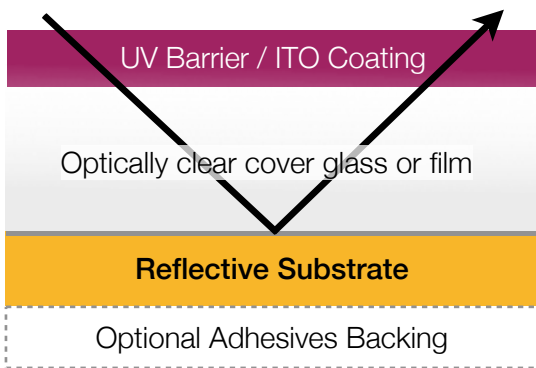 UV Barrier / ITO Coating
Optically clear cover glass or film
Reflective Substrate
Optional Adhesives Backing